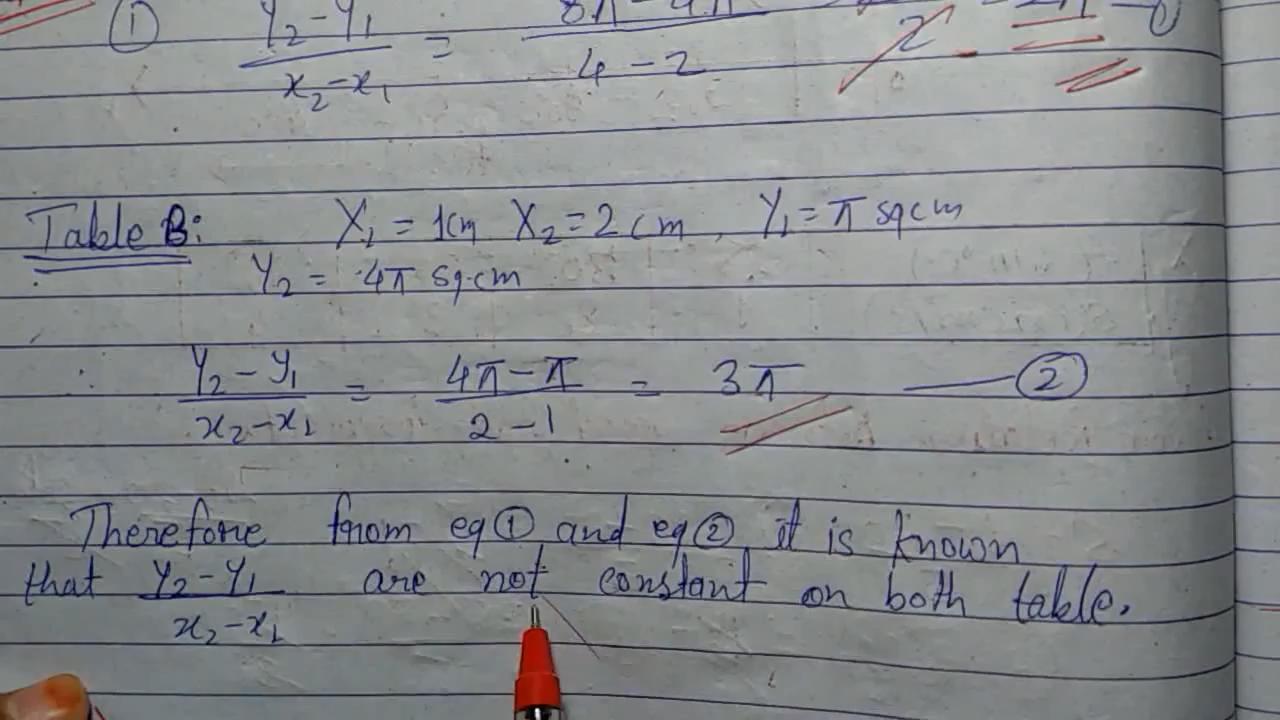 ① Y₂ - Y₁ / x₂ - x₁ = 8π - 4π / 4 - 2
Table B: X₁ = 1cm X₂ = 2 cm, Y₁ = π sqcm
Y₂ = 4π sq.cm
∴ Y₂ - Y₁ / x₂ - x₁ = 4π - π / 2 - 1 = 3π —— ②
Therefore from eq① and eq② it is known
that Y₂ - Y₁ / x₂ - x₁ are not constant on both table.